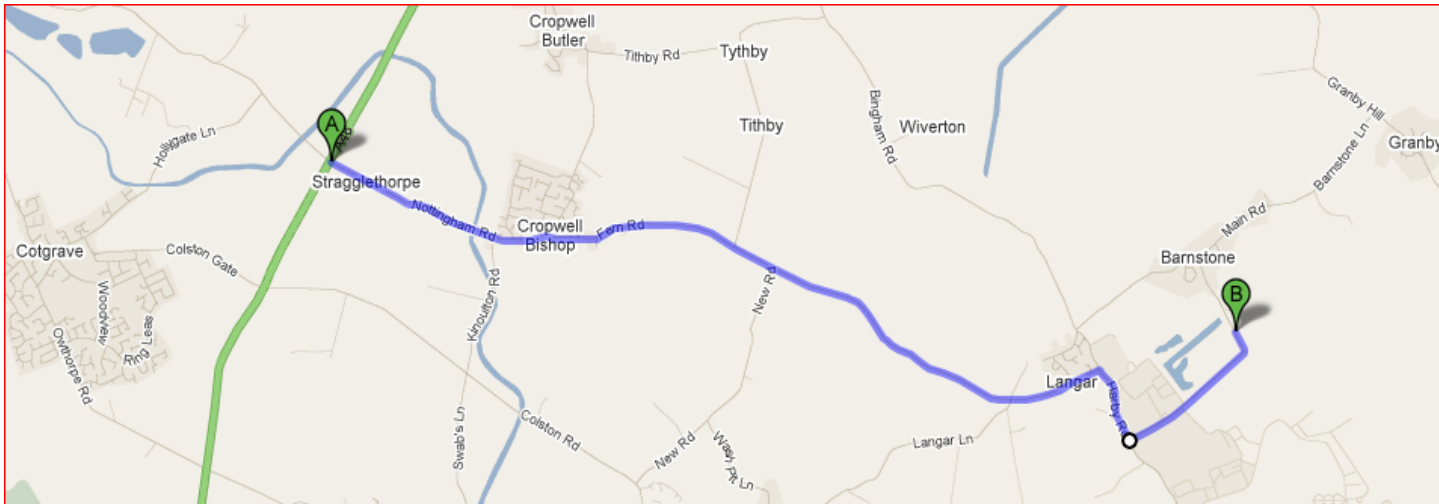 Cropwell
Butler
Tithby Rd
Tythby
Bingham Rd
Wiverton
Granby Hill
Granby
Barnstone Ln
Hollygate Ln
A
Tithby
Stragglethorpe
Nottingham Rd
Cropwell
Bishop
Fern Rd
Main Rd
Barnstone
B
Cotgrave
Colston Gate
Woodview
Ring Leas
Owthorpe Rd
Kinoulton Rd
New Rd
Langar
Harby Rd
Swab's Ln
Colston Rd
New Rd
Wash Pit Ln
Langar Ln